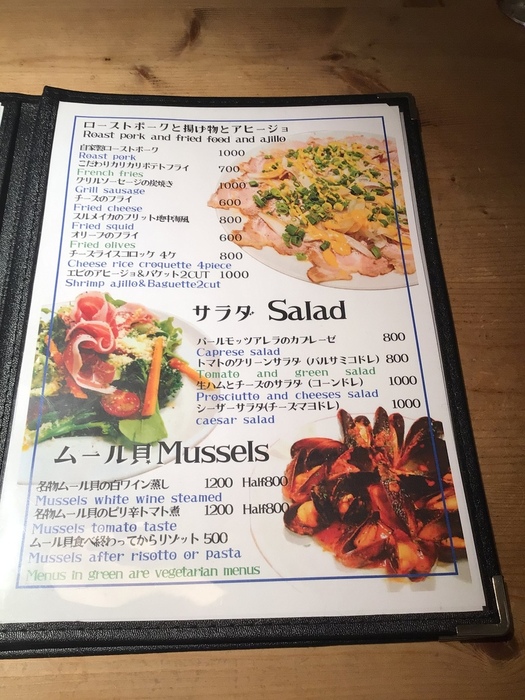 ローストポークと揚げ物とアヒージョ
Roast pork and fried food and ajillo
自家製ローストポーク 1000
Roast pork
こだわりカリカリポテトフライ 700
French fries
グリルソーセージの炭焼き 1000
Grill sausage
チーズのフライ 600
Fried cheese
スルメイカのフリット地中海風 800
Fried squid
オリーブのフライ 600
Fried olives
チーズライスコロッケ 4ケ 800
Cheese rice croquette 4piece
エビのアヒージョ&バゲット2CUT 1000
Shrimp ajillo&Baguette2cut
サラダ Salad
パールモッツアレラのカプレーゼ 800
Caprese salad
トマトのグリーンサラダ (バルサミコドレ) 800
Tomato and green salad
生ハムとチーズのサラダ (コーンドレ) 1000
Prosciutto and cheeses salad
シーザーサラダ(チーズマヨドレ) 1000
caesar salad
ムール貝 Mussels
名物ムール貝の白ワイン蒸し 1200 Half800
Mussels white wine steamed
名物ムール貝のピリ辛トマト煮 1200 Half800
Mussels tomato taste
ムール貝食べ終わってからリゾット 500
Mussels after risotto or pasta
Menus in green are vegetarian menus